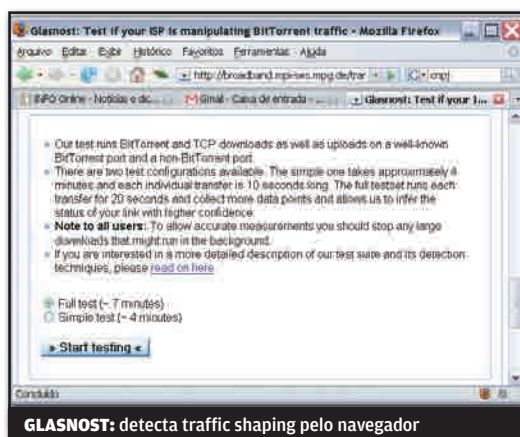 Glasnost: Test if your ISP is manipulating BitTorrent traffic - Mozilla Firefox
Arquivo Editar Exibir Histórico Favoritos Ferramentas Ajuda
http://broadband.mpi-sws.mpg.de/tran
cnpj
INFO Online - Notícias e dic...
Gmail - Caixa de entrada - ...
Glasnost: Test if your I...
Our test runs BitTorrent and TCP downloads as well as uploads on a well-known
BitTorrent port and a non-BitTorrent port.
There are two test configurations available. The simple one takes approximately 4
minutes and each individual transfer is 10 seconds long. The full testset runs each
transfer for 20 seconds and collect more data points and allows us to infer the
status of your link with higher confidence.
Note to all users: To allow accurate measurements you should stop any large
downloads that might run in the background.
If you are interested in a more detailed description of our test suite and its detection
techniques, please read on here
Full test (~ 7 minutes)
Simple test (~ 4 minutes)
» Start testing «
Concluído
GLASNOST: detecta traffic shaping pelo navegador